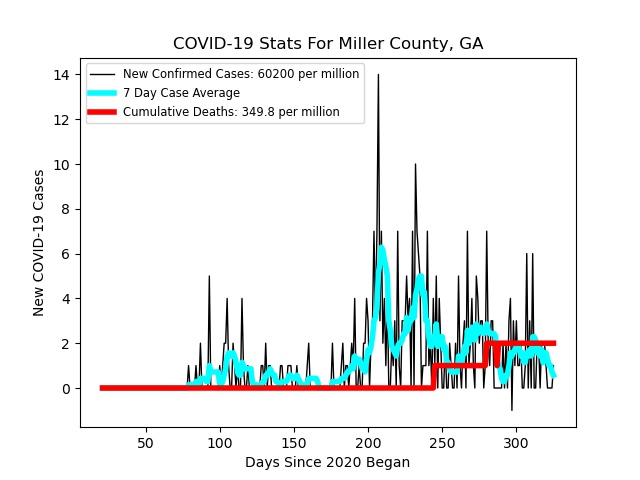 COVID-19 Stats For Miller County, GA
New Confirmed Cases: 60200 per million
7 Day Case Average
Cumulative Deaths: 349.8 per million
New COVID-19 Cases
14
12
10
8
6
4
2
0
50 100 150 200 250 300
Days Since 2020 Began